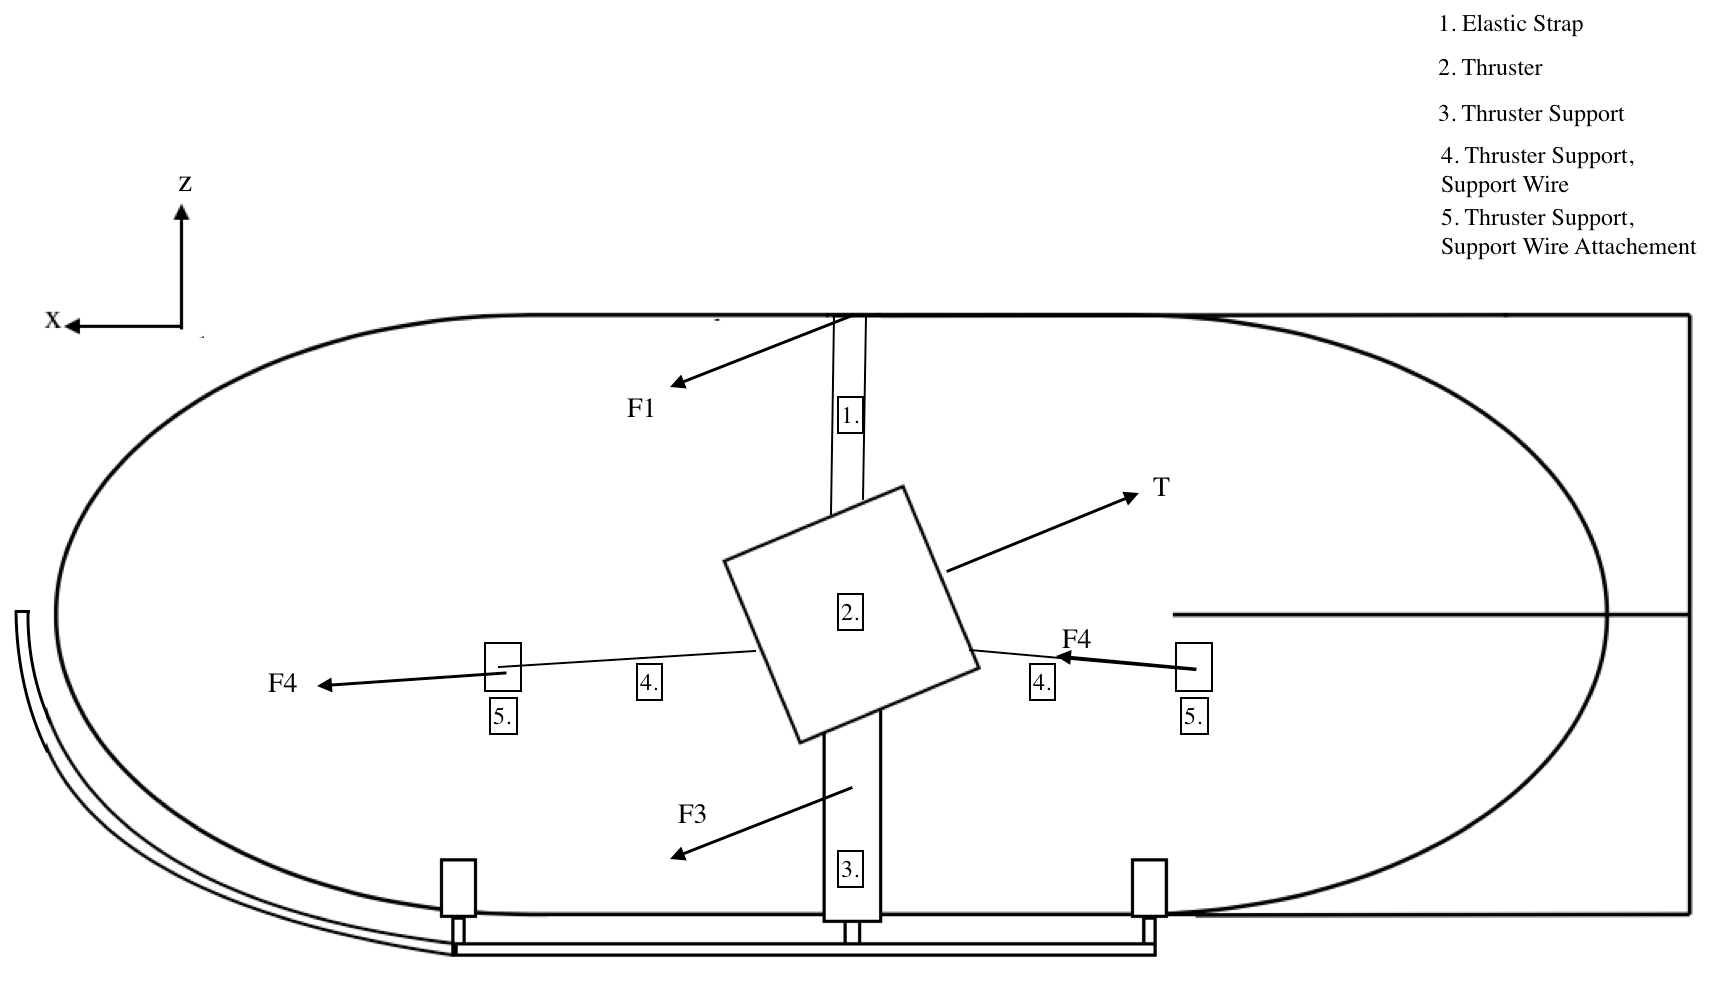 1. Elastic Strap
2. Thruster
3. Thruster Support
4. Thruster Support,
Support Wire
5. Thruster Support,
Support Wire Attachement
z
x
F1
1.
T
2.
F4
F4
4.
4.
5.
5.
F3
3.